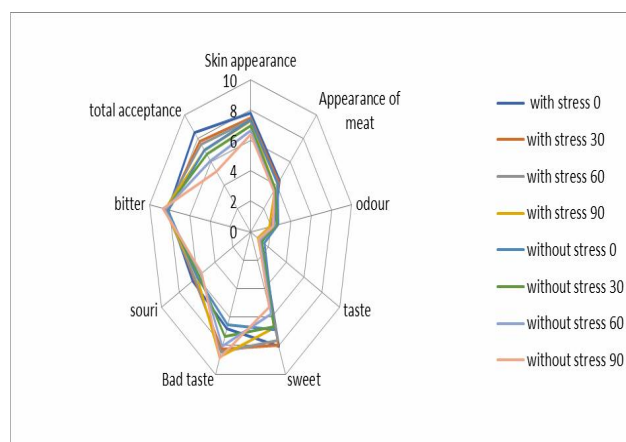 Skin appearance
10
8
6
4
2
0
Appearance of
meat
odour
taste
sweet
Bad taste
souri
bitter
total acceptance
with stress 0
with stress 30
with stress 60
with stress 90
without stress 0
without stress 30
without stress 60
without stress 90